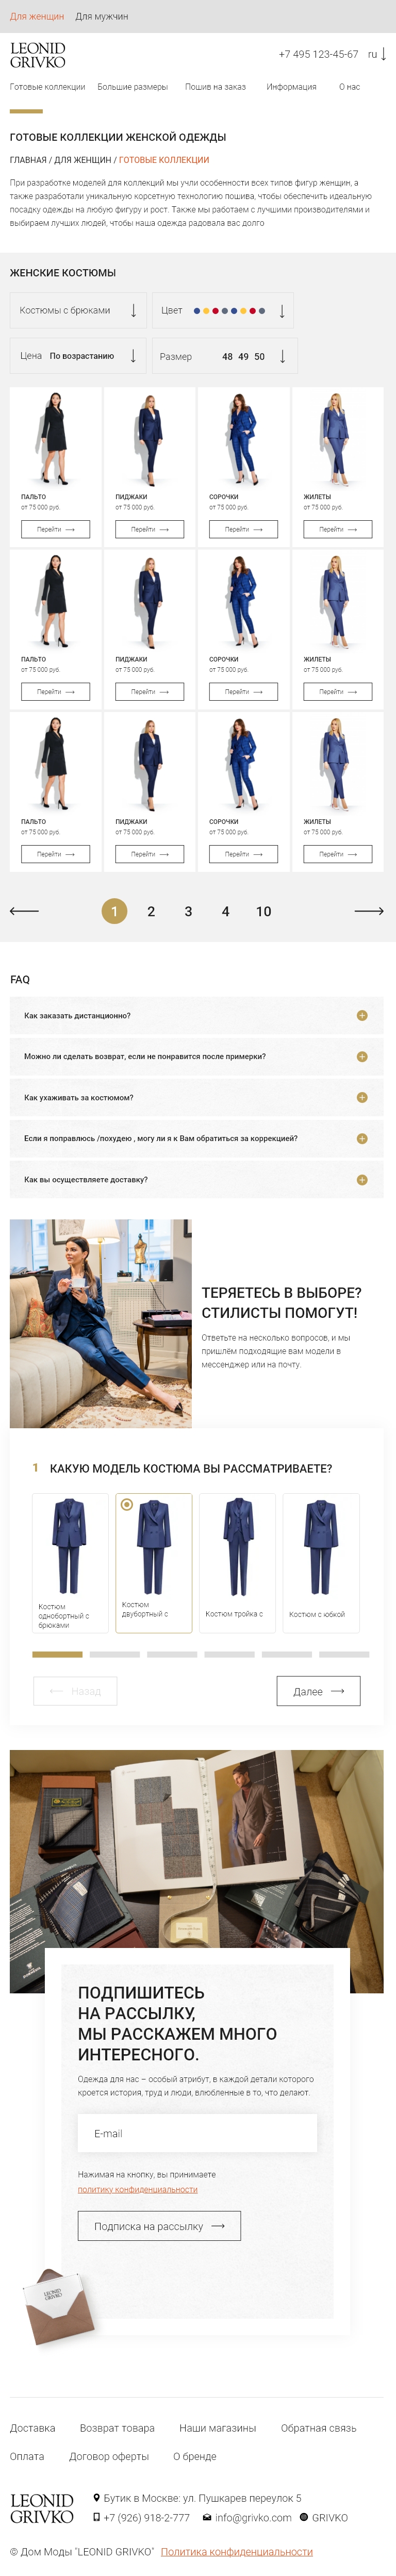 Для женщин Для мужчин
LEONID
GRIVKO
+7 495 123-45-67 ru
Готовые коллекции Большие размеры Пошив на заказ Информация О нас
ГОТОВЫЕ КОЛЛЕКЦИИ ЖЕНСКОЙ ОДЕЖДЫ
ГЛАВНАЯ / ДЛЯ ЖЕНЩИН / ГОТОВЫЕ КОЛЛЕКЦИИ
При разработке моделей для коллекций мы учли особенности всех типов фигур женщин, а
также разработали уникальную корсетную технологию пошива, чтобы обеспечить идеальную
посадку одежды на любую фигуру и рост. Также мы работаем с лучшими производителями и
выбираем лучших людей, чтобы наша одежда радовала вас долго
ЖЕНСКИЕ КОСТЮМЫ
Костюмы с брюками Цвет
Цена По возрастанию Размер 48 49 50
ПАЛЬТО ПИДЖАКИ СОРОЧКИ ЖИЛЕТЫ
от 75 000 руб. от 75 000 руб. от 75 000 руб. от 75 000 руб.
Перейти Перейти Перейти Перейти
ПАЛЬТО ПИДЖАКИ СОРОЧКИ ЖИЛЕТЫ
от 75 000 руб. от 75 000 руб. от 75 000 руб. от 75 000 руб.
Перейти Перейти Перейти Перейти
ПАЛЬТО ПИДЖАКИ СОРОЧКИ ЖИЛЕТЫ
от 75 000 руб. от 75 000 руб. от 75 000 руб. от 75 000 руб.
Перейти Перейти Перейти Перейти
1 2 3 4 10
FAQ
Как заказать дистанционно?
Можно ли сделать возврат, если не понравится после примерки?
Как ухаживать за костюмом?
Если я поправлюсь /похудею , могу ли я к Вам обратиться за коррекцией?
Как вы осуществляете доставку?
ТЕРЯЕТЕСЬ В ВЫБОРЕ?
СТИЛИСТЫ ПОМОГУТ!
Ответьте на несколько вопросов, и мы
пришлём подходящие вам модели в
мессенджер или на почту.
1 КАКУЮ МОДЕЛЬ КОСТЮМА ВЫ РАССМАТРИВАЕТЕ?
Костюм
однобортный с
брюками
Костюм
двубортный с
Костюм тройка с
Костюм с юбкой
Назад Далее
ПОДПИШИТЕСЬ
НА РАССЫЛКУ,
МЫ РАССКАЖЕМ МНОГО
ИНТЕРЕСНОГО.
Одежда для нас – особый атрибут, в каждой детали которого
кроется история, труд и люди, влюбленные в то, что делают.
E-mail
Нажимая на кнопку, вы принимаете
политику конфиденциальности
Подписка на рассылку
LEONID
GRIVKO
Доставка Возврат товара Наши магазины Обратная связь
Оплата Договор оферты О бренде
LEONID
GRIVKO
Бутик в Москве: ул. Пушкарев переулок 5
+7 (926) 918-2-777 info@grivko.com GRIVKO
© Дом Моды "LEONID GRIVKO" Политика конфиденциальности